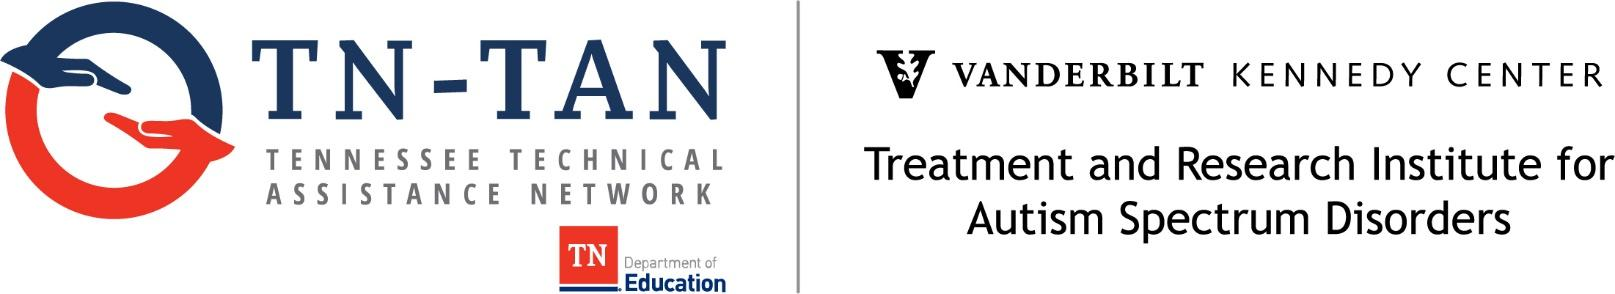 TN-TAN
TENNESSEE TECHNICAL
ASSISTANCE NETWORK
TN
Department of
Education
V
VANDERBILT KENNEDY CENTER
Treatment and Research Institute for
Autism Spectrum Disorders